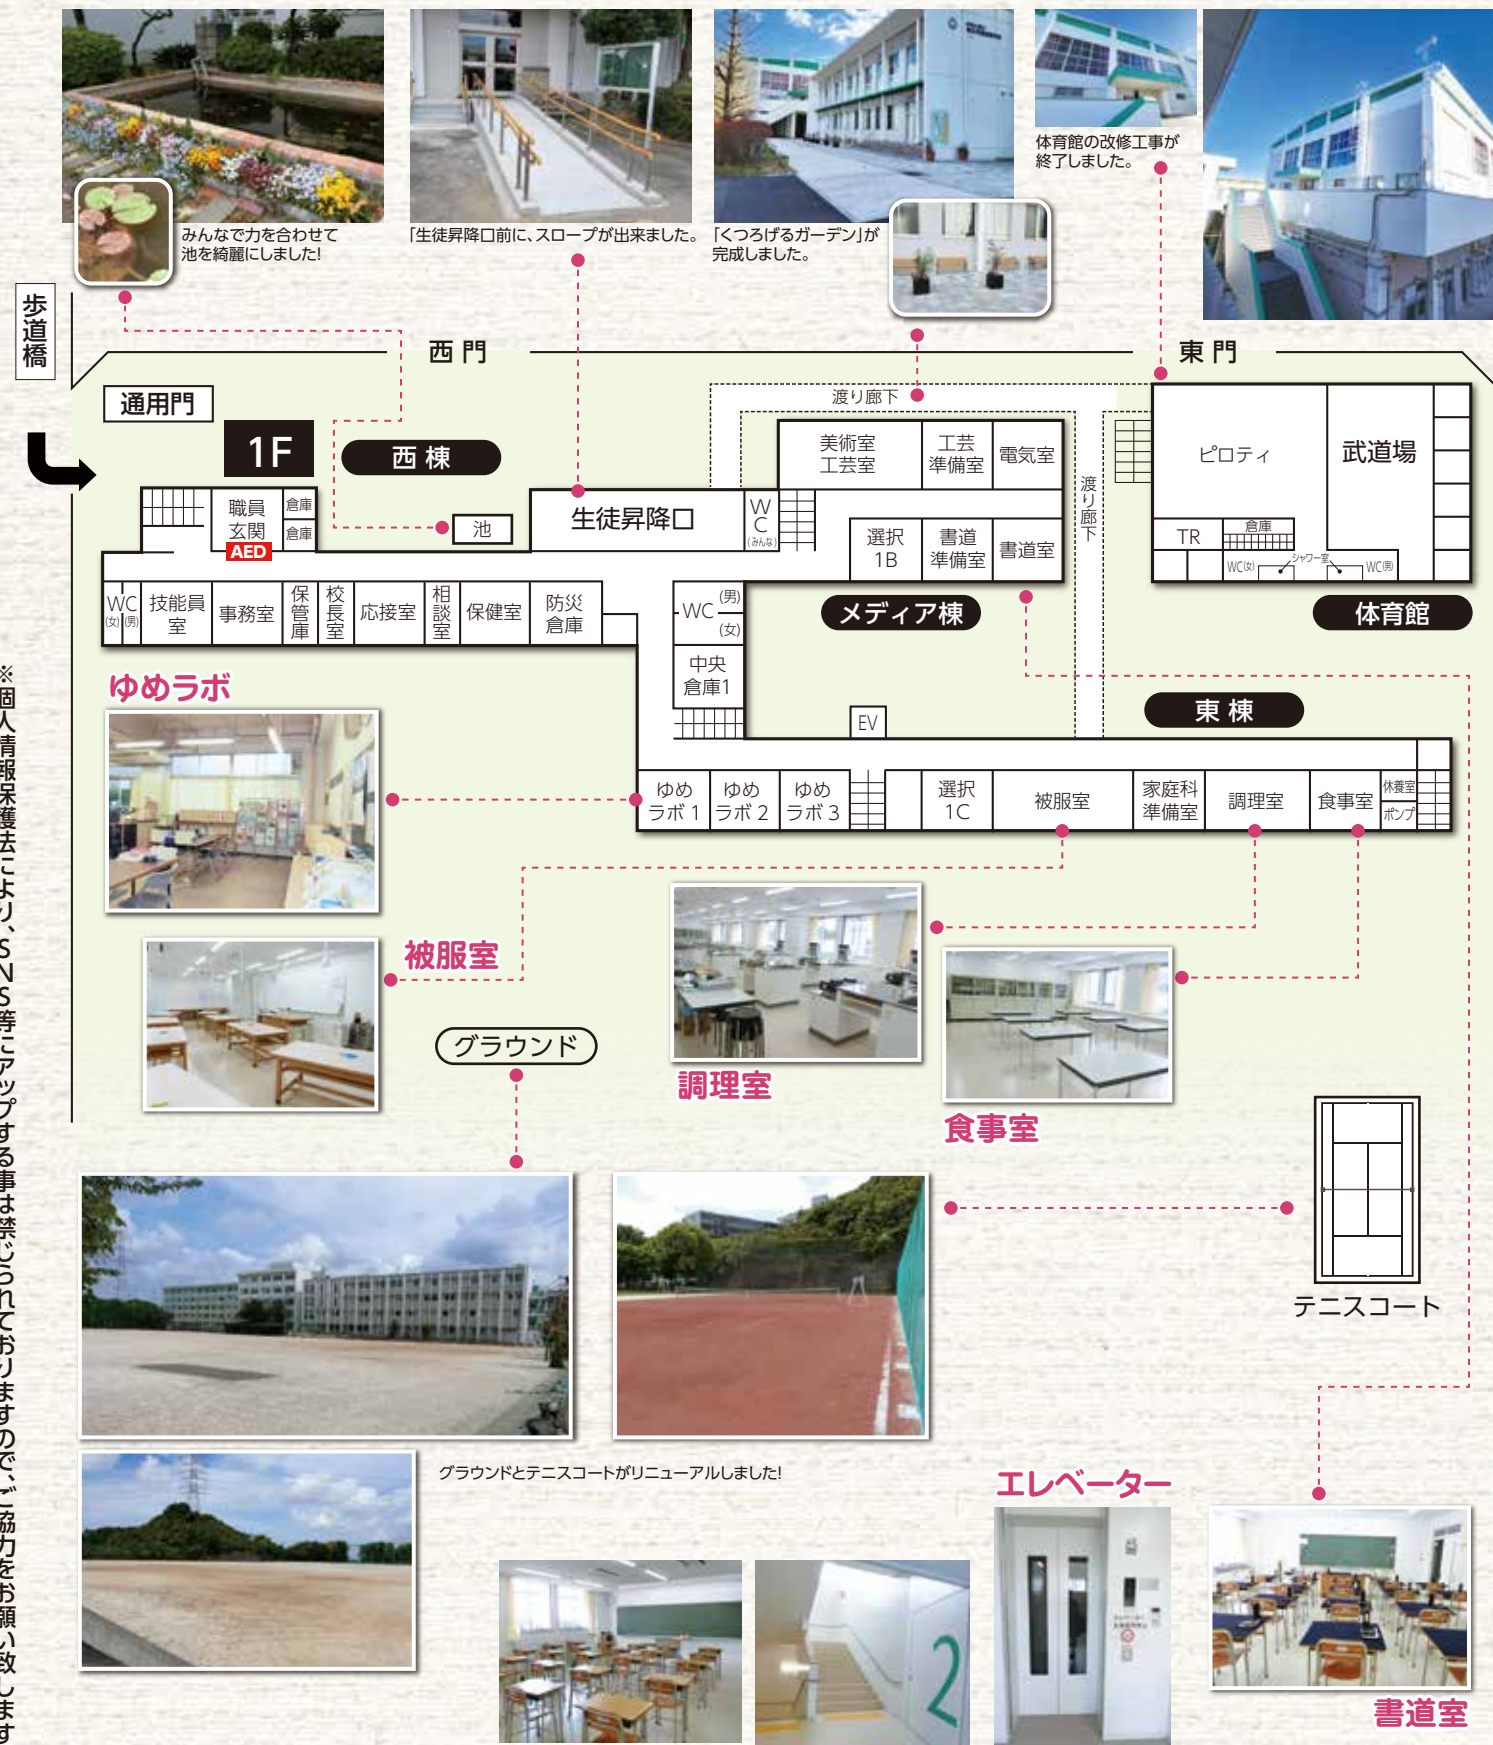 みんなで力を合わせて
池を綺麗にしました!
「生徒昇降口前に、スロープが出来ました。
「くつろげるガーデン」が
完成しました。
体育館の改修工事が
終了しました。
歩道橋
西門
東門
通用門
1F
西棟
渡り廊下
美術室
工芸室
工芸
準備室
電気室
渡り廊下
ピロティ
武道場
職員
玄関
AED
倉庫
倉庫
池
生徒昇降口
WC
(みんな)
選択
1B
書道
準備室
書道室
TR
倉庫
シャワー室
WC(女)
WC(男)
WC
(女)
(男)
技能員
室
事務室
保管庫
校長室
応接室
相談室
保健室
防災
倉庫
WC
(男)
(女)
メディア棟
体育館
中央
倉庫1
EV
東棟
ゆめラボ
ゆめ
ラボ1
ゆめ
ラボ2
ゆめ
ラボ3
選択
1C
被服室
家庭科
準備室
調理室
食事室
休養室
ポンプ
被服室
グラウンド
調理室
食事室
テニスコート
グラウンドとテニスコートがリニューアルしました!
エレベーター
2
書道室
※個人情報保護法により、SNS等にアップする事は禁じられておりますので、ご協力をお願い致します